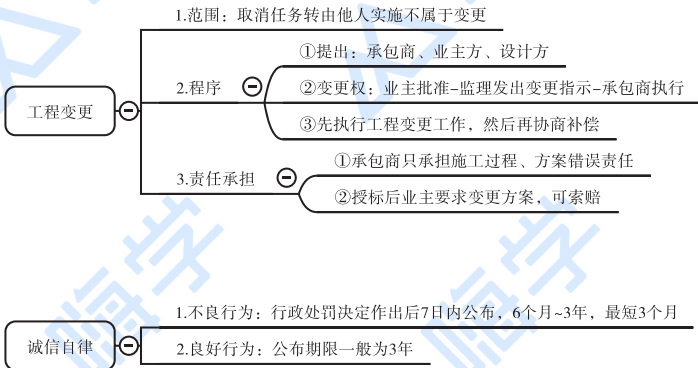 1.范围：取消任务转由他人实施不属于变更
①提出：承包商、业主方、设计方
2.程序
②变更权：业主批准-监理发出变更指示-承包商执行
工程变更
③先执行工程变更工作，然后再协商补偿
①承包商只承担施工过程、方案错误责任
3.责任承担
②授标后业主要求变更方案，可索赔
1.不良行为：行政处罚决定作出后7日内公布，6个月~3年，最短3个月
诚信自律
2.良好行为：公布期限一般为3年
嗨学
嗨学